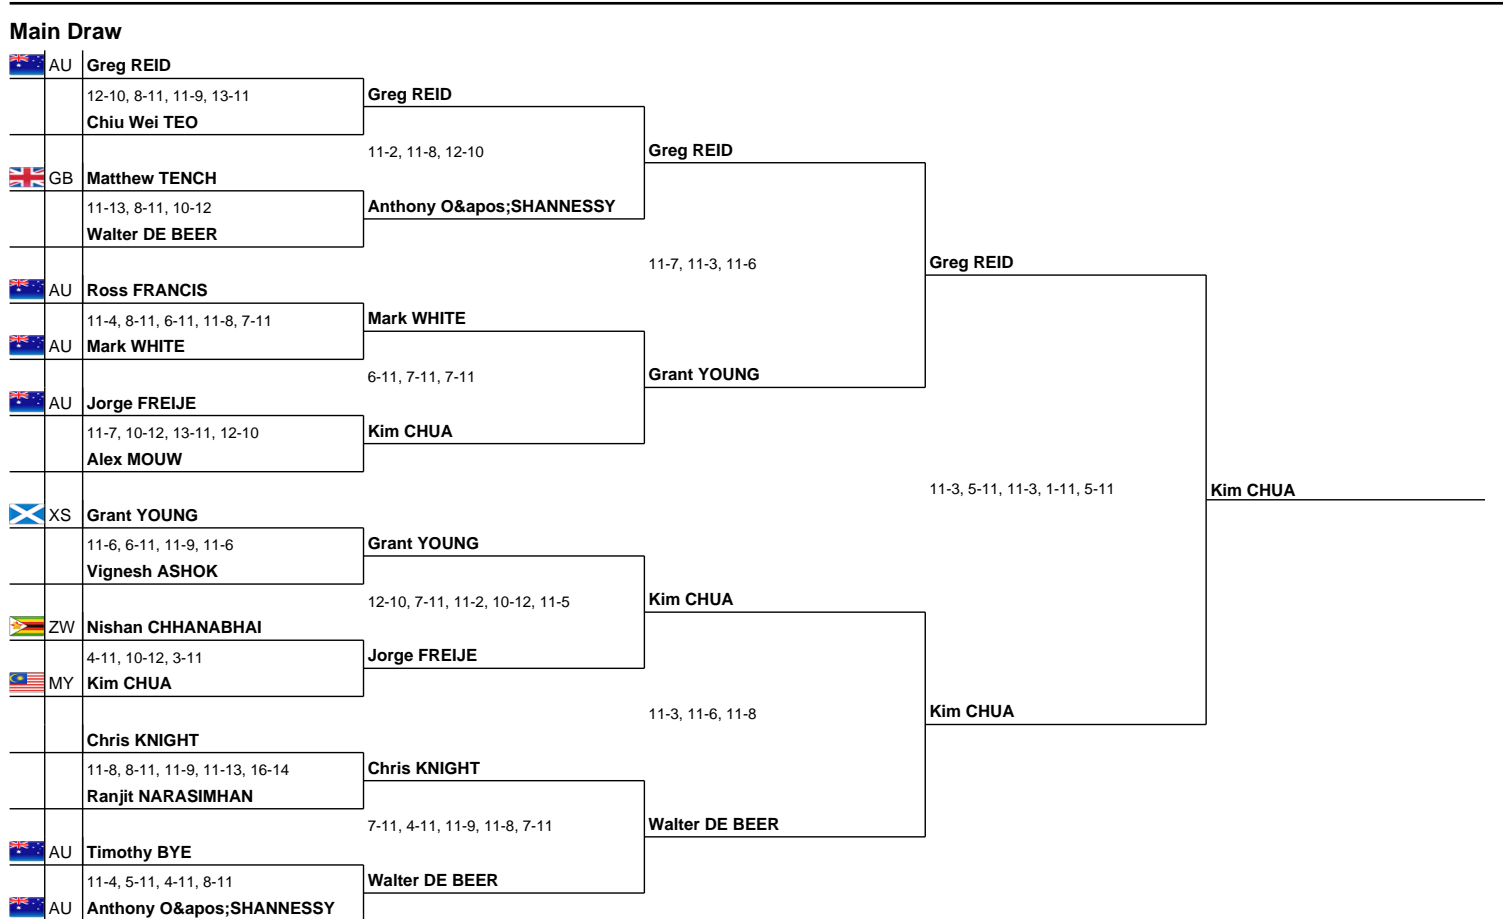 Main Draw
AU Greg REID
12-10, 8-11, 11-9, 13-11
Greg REID
Chiu Wei TEO
11-2, 11-8, 12-10
Greg REID
GB Matthew TENCH
11-13, 8-11, 10-12
Anthony O&apos;SHANNESSY
Walter DE BEER
11-7, 11-3, 11-6
Greg REID
AU Ross FRANCIS
11-4, 8-11, 6-11, 11-8, 7-11
Mark WHITE
AU Mark WHITE
6-11, 7-11, 7-11
Grant YOUNG
AU Jorge FREIJE
11-7, 10-12, 13-11, 12-10
Kim CHUA
Alex MOUW
11-3, 5-11, 11-3, 1-11, 5-11
Kim CHUA
XS Grant YOUNG
11-6, 6-11, 11-9, 11-6
Grant YOUNG
Vignesh ASHOK
12-10, 7-11, 11-2, 10-12, 11-5
Kim CHUA
ZW Nishan CHHANABHAI
4-11, 10-12, 3-11
Jorge FREIJE
MY Kim CHUA
11-3, 11-6, 11-8
Kim CHUA
Chris KNIGHT
11-8, 8-11, 11-9, 11-13, 16-14
Chris KNIGHT
Ranjit NARASIMHAN
7-11, 4-11, 11-9, 11-8, 7-11
Walter DE BEER
AU Timothy BYE
11-4, 5-11, 4-11, 8-11
Walter DE BEER
AU Anthony O&apos;SHANNESSY